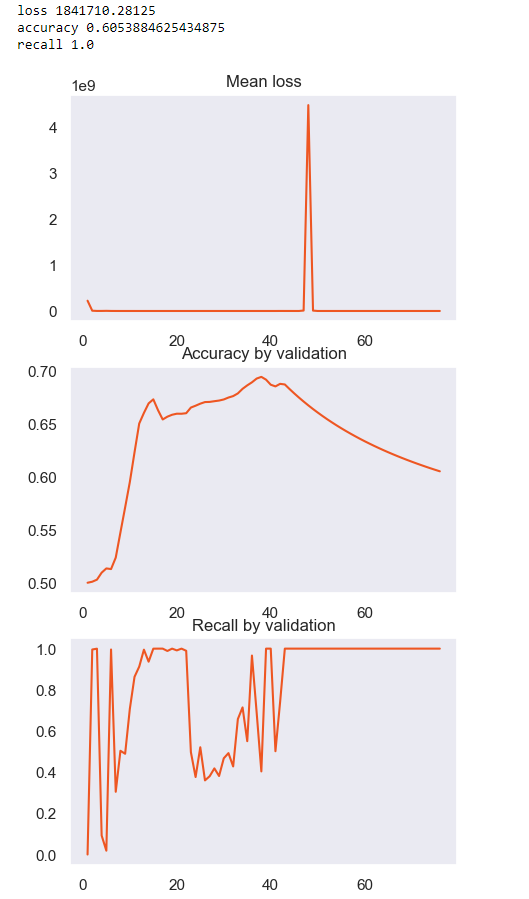 loss 1841710.28125
accuracy 0.6053884625434875
recall 1.0
Mean loss
1e9
4
3
2
1
0
0 20 40 60
Accuracy by validation
0.70
0.65
0.60
0.55
0.50
0 20 40 60
Recall by validation
1.0
0.8
0.6
0.4
0.2
0.0
0 20 40 60